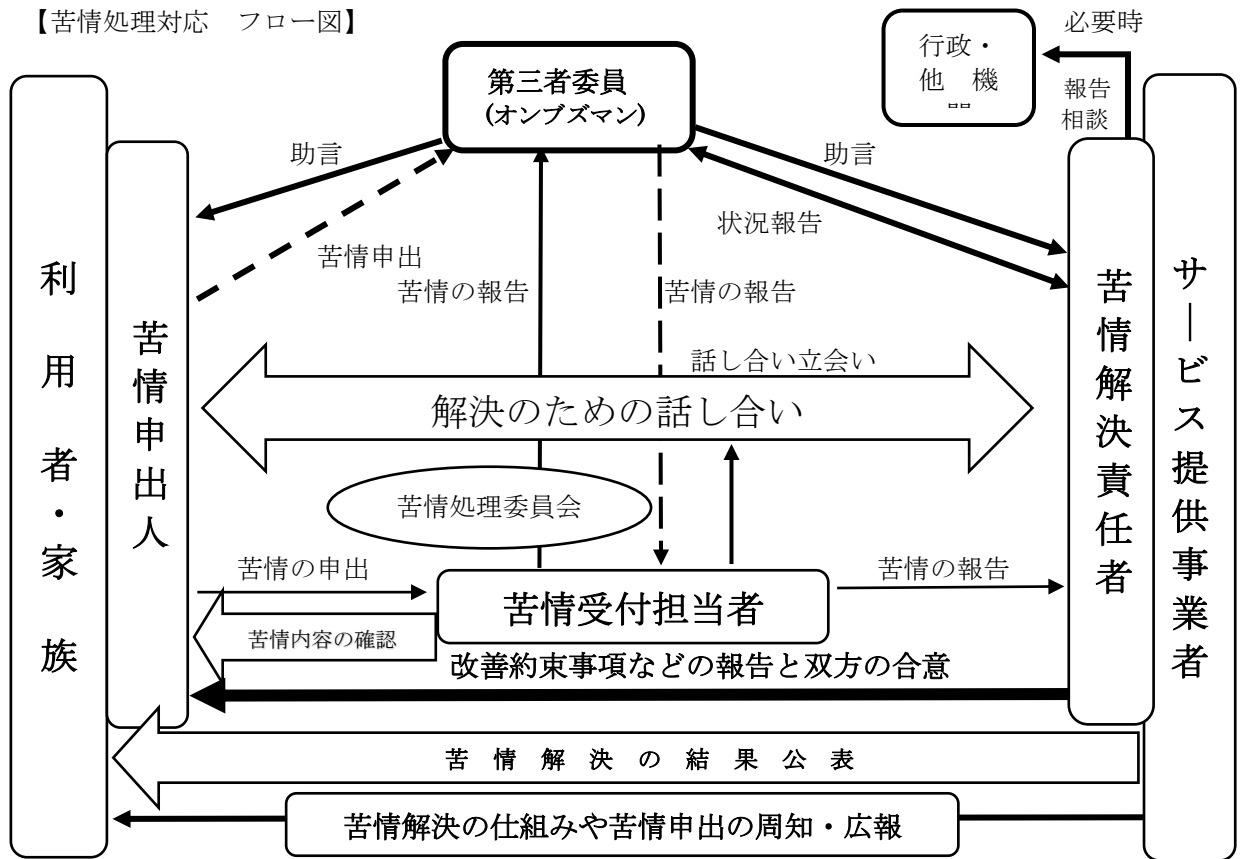 【苦情処理対応　フロー図】
必要時
行政・
他　機
第三者委員
(オンブズマン)
報告
相談
助言
助言
状況報告
苦情申出
苦情の報告
苦情の報告
利用者・家族
苦情申出人
苦情解決責任者
サービス提供事業者
話し合い立会い
解決のための話し合い
苦情処理委員会
苦情の申出
苦情の報告
苦情受付担当者
苦情内容の確認
改善約束事項などの報告と双方の合意
苦情解決の結果公表
苦情解決の仕組みや苦情申出の周知・広報